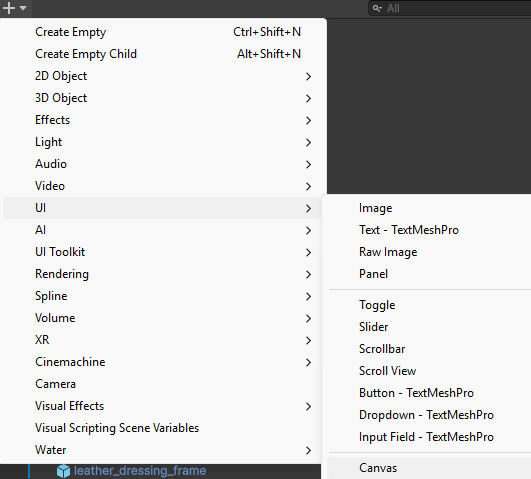 All
Create Empty Ctrl+Shift+N
Create Empty Child Alt+Shift+N
2D Object
3D Object
Effects
Light
Audio
Video
UI
AI
UI Toolkit
Rendering
Spline
Volume
XR
Cinemachine
Camera
Visual Effects
Visual Scripting Scene Variables
Water
Image
Text - TextMeshPro
Raw Image
Panel
Toggle
Slider
Scrollbar
Scroll View
Button - TextMeshPro
Dropdown - TextMeshPro
Input Field - TextMeshPro
Canvas
leather_dressing_frame